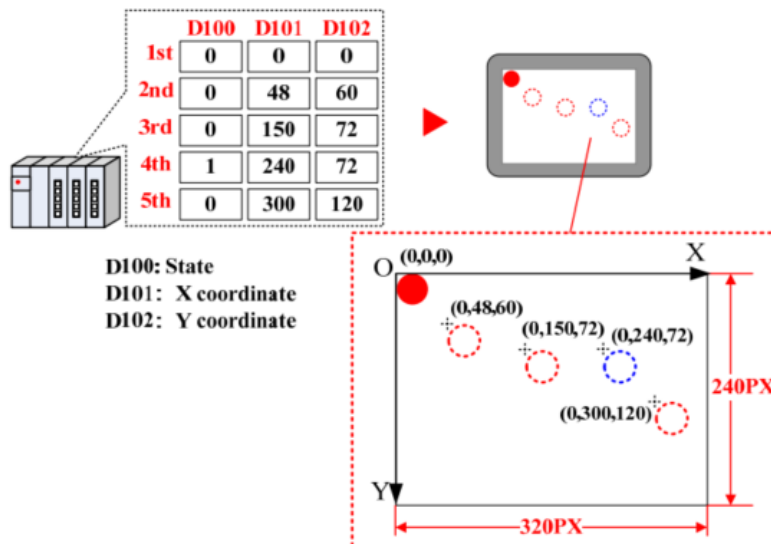 D100 D101 D102
1st 0 0 0
2nd 0 48 60
3rd 0 150 72
4th 1 240 72
5th 0 300 120
D100: State
D101: X coordinate
D102: Y coordinate
O (0,0,0) X
(0,48,60)
(0,150,72) (0,240,72)
240PX
(0,300,120)
Y
320PX